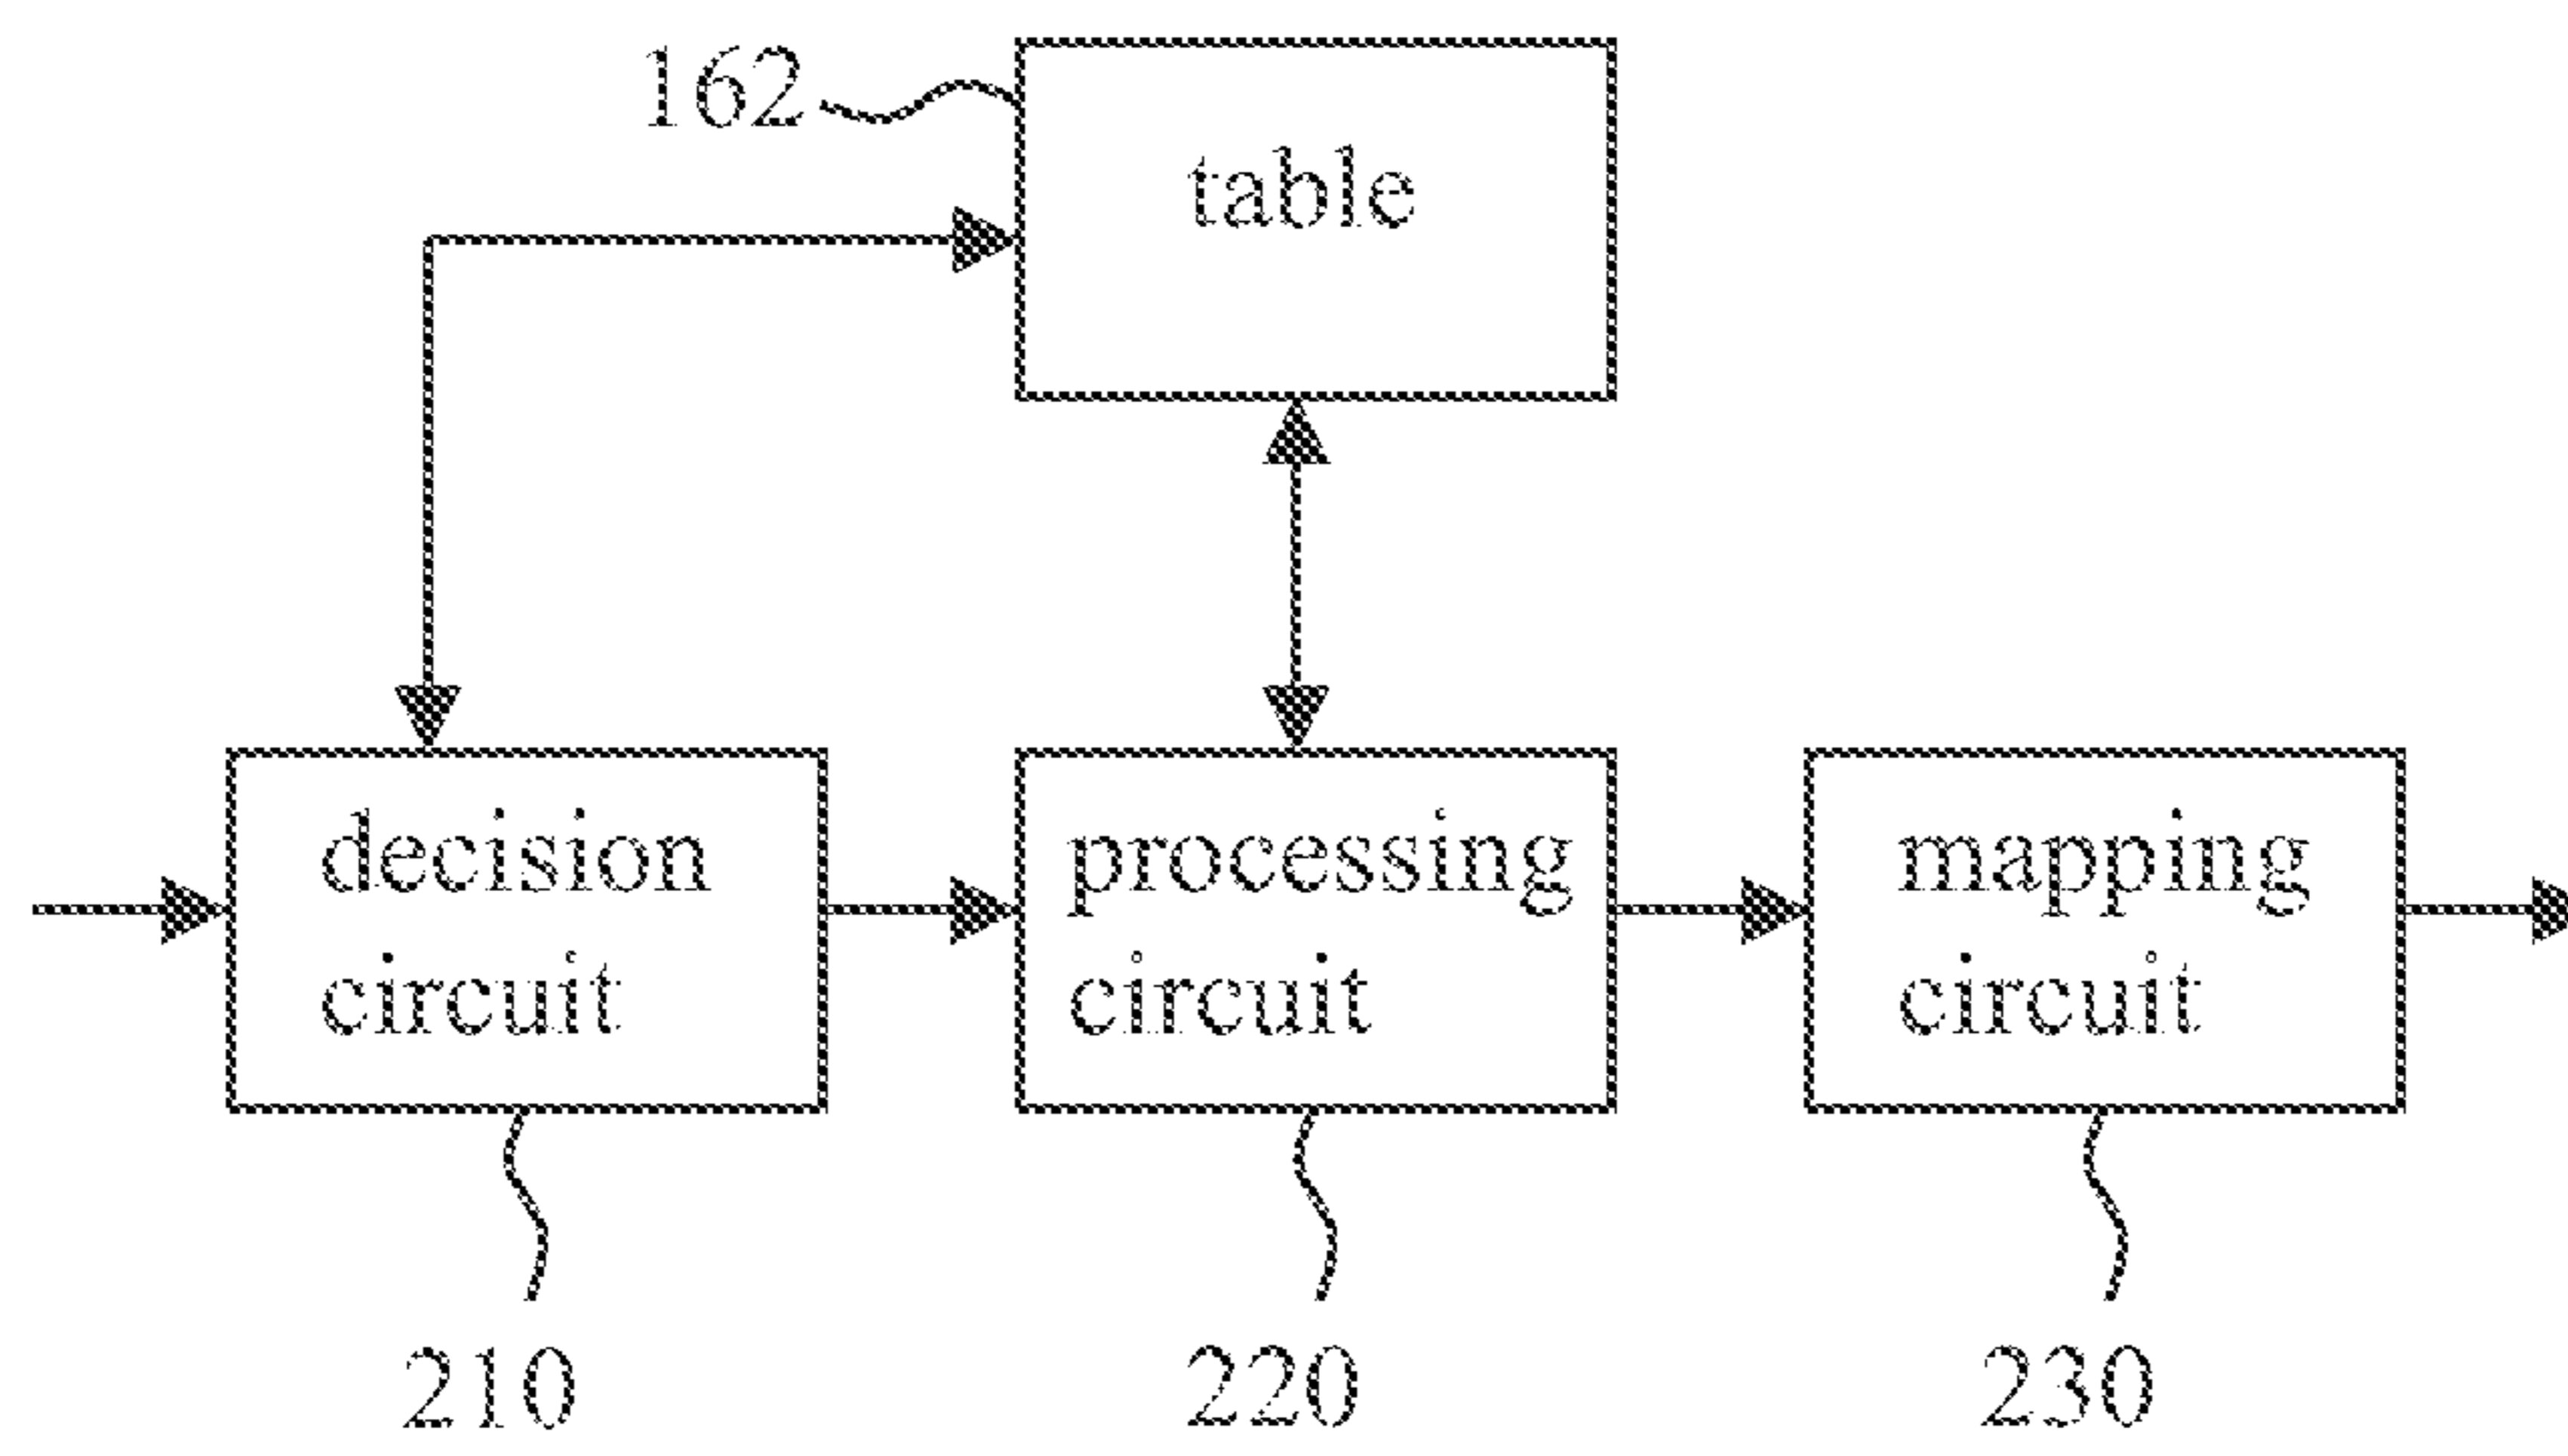 162
table
decision
circuit
processing
circuit
mapping
circuit
210
220
230